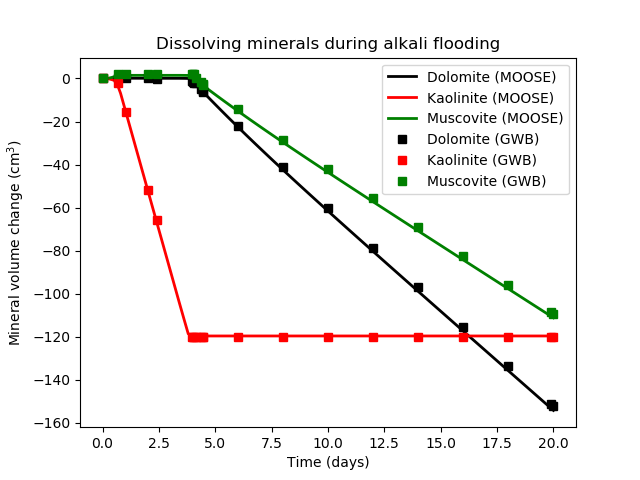 Dissolving minerals during alkali flooding
Dolomite (MOOSE)
Kaolinite (MOOSE)
Muscovite (MOOSE)
Dolomite (GWB)
Kaolinite (GWB)
Muscovite (GWB)
Mineral volume change (cm³)
0
−20
−40
−60
−80
−100
−120
−140
−160
0.0 2.5 5.0 7.5 10.0 12.5 15.0 17.5 20.0
Time (days)